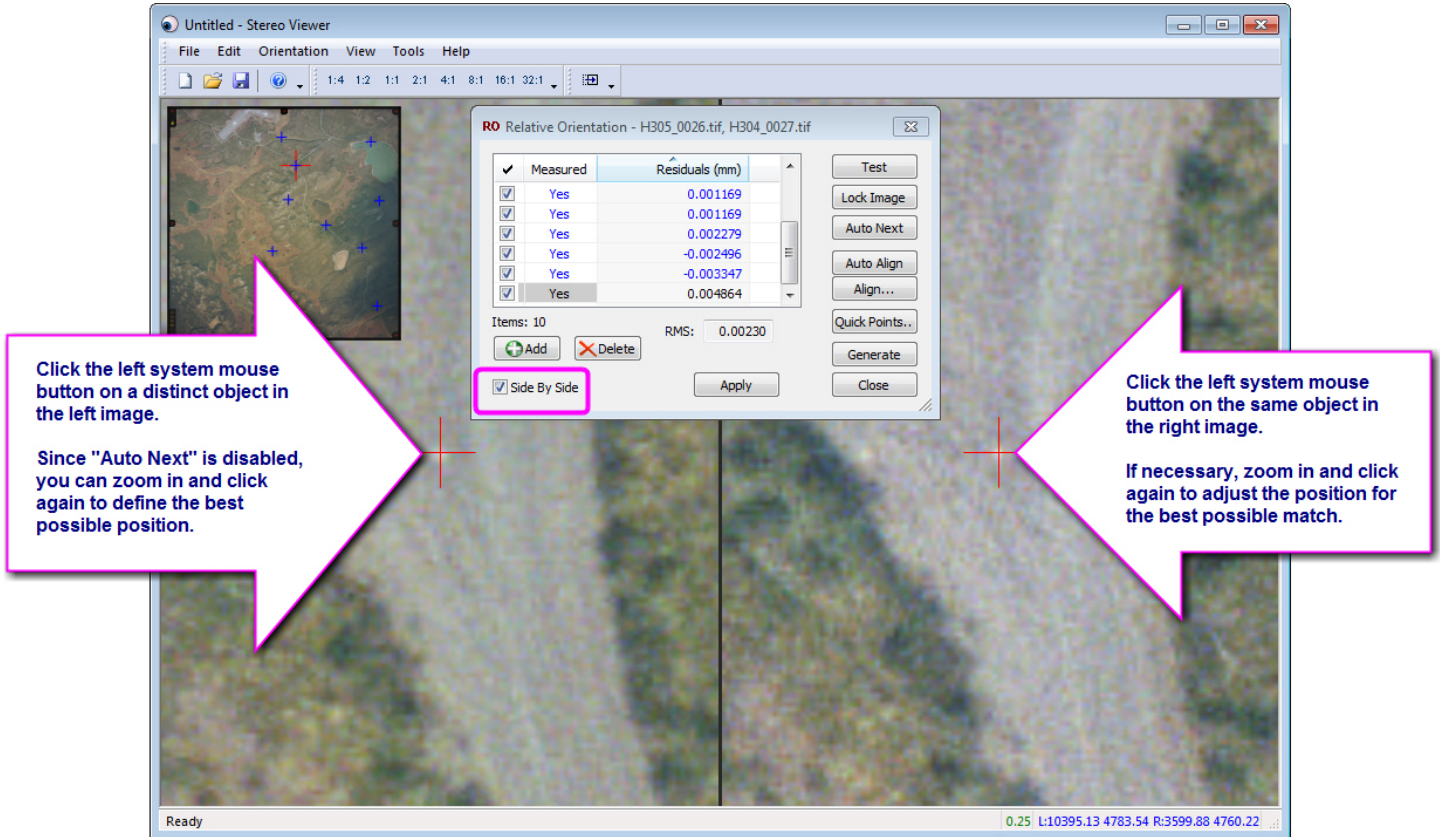 Untitled - Stereo Viewer
File Edit Orientation View Tools Help
1:4 1:2 1:1 2:1 4:1 8:1 16:1 32:1
RO Relative Orientation - H305_0026.tif, H304_0027.tif
Measured Residuals (mm)
Yes 0.001169
Yes 0.001169
Yes 0.002279
Yes -0.002496
Yes -0.003347
Yes 0.004864
Items: 10
RMS: 0.00230
Add Delete
Side By Side
Apply
Test
Lock Image
Auto Next
Auto Align
Align...
Quick Points..
Generate
Close
Click the left system mouse
button on a distinct object in
the left image.
Since "Auto Next" is disabled,
you can zoom in and click
again to define the best
possible position.
Click the left system mouse
button on the same object in
the right image.
If necessary, zoom in and click
again to adjust the position for
the best possible match.
Ready
0.25 L:10395.13 4783.54 R:3599.88 4760.22